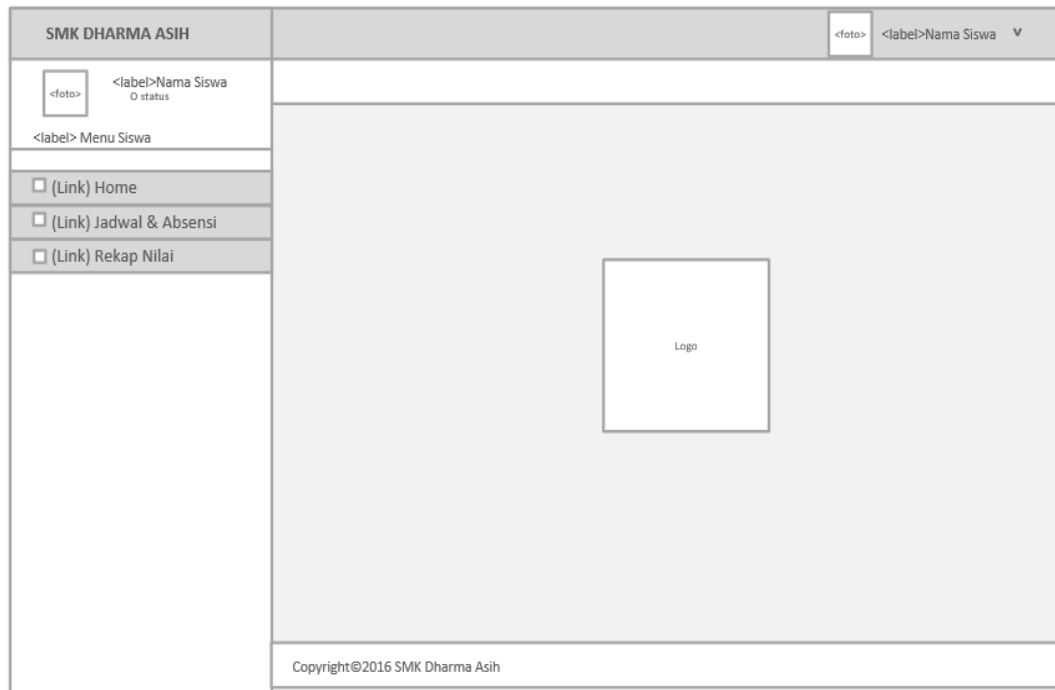 SMK DHARMA ASIH
<foto>
<label>Nama Siswa v
<foto>
<label>Nama Siswa
O status
<label> Menu Siswa
(Link) Home
(Link) Jadwal & Absensi
(Link) Rekap Nilai
Logo
Copyright©2016 SMK Dharma Asih